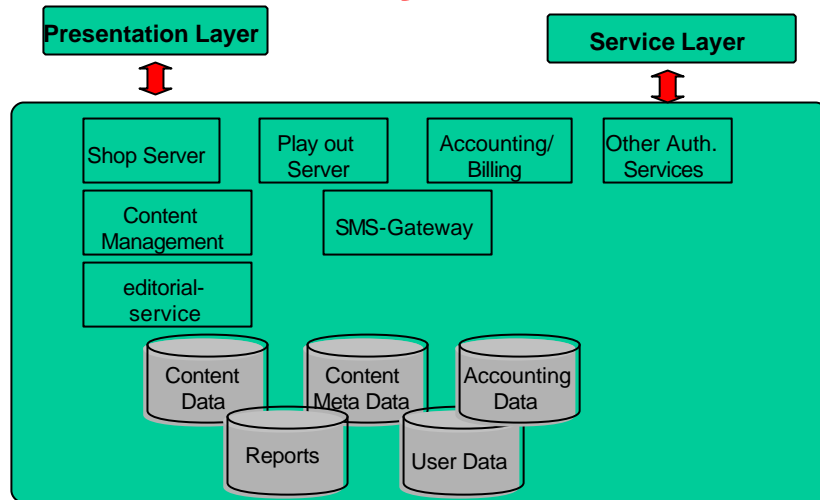 Presentation Layer
Service Layer
Shop Server
Play out
Server
Accounting/
Billing
Other Auth.
Services
Content
Management
SMS-Gateway
editorial-
service
Content
Data
Content
Meta Data
Accounting
Data
Reports
User Data